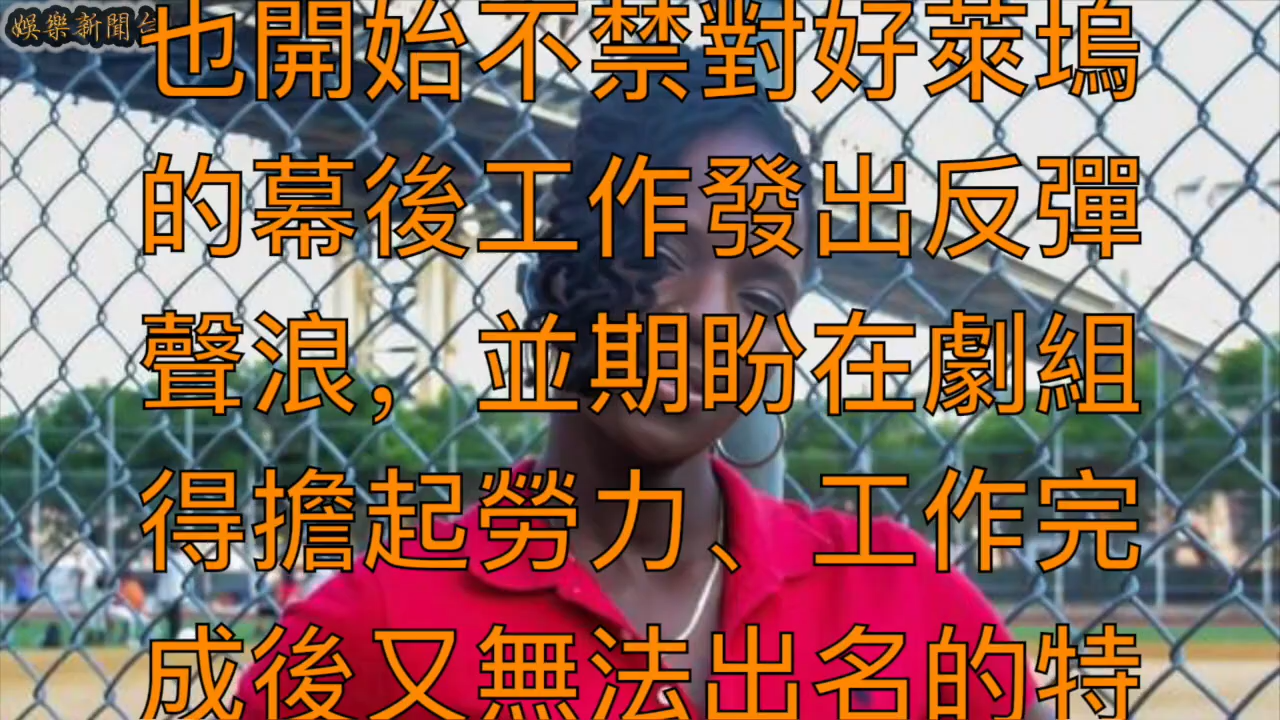 娛樂新聞台
也開始不禁對好萊塢
的幕後工作發出反彈
聲浪，並期盼在劇組
得擔起勞力、工作完
成後又無法出名的特